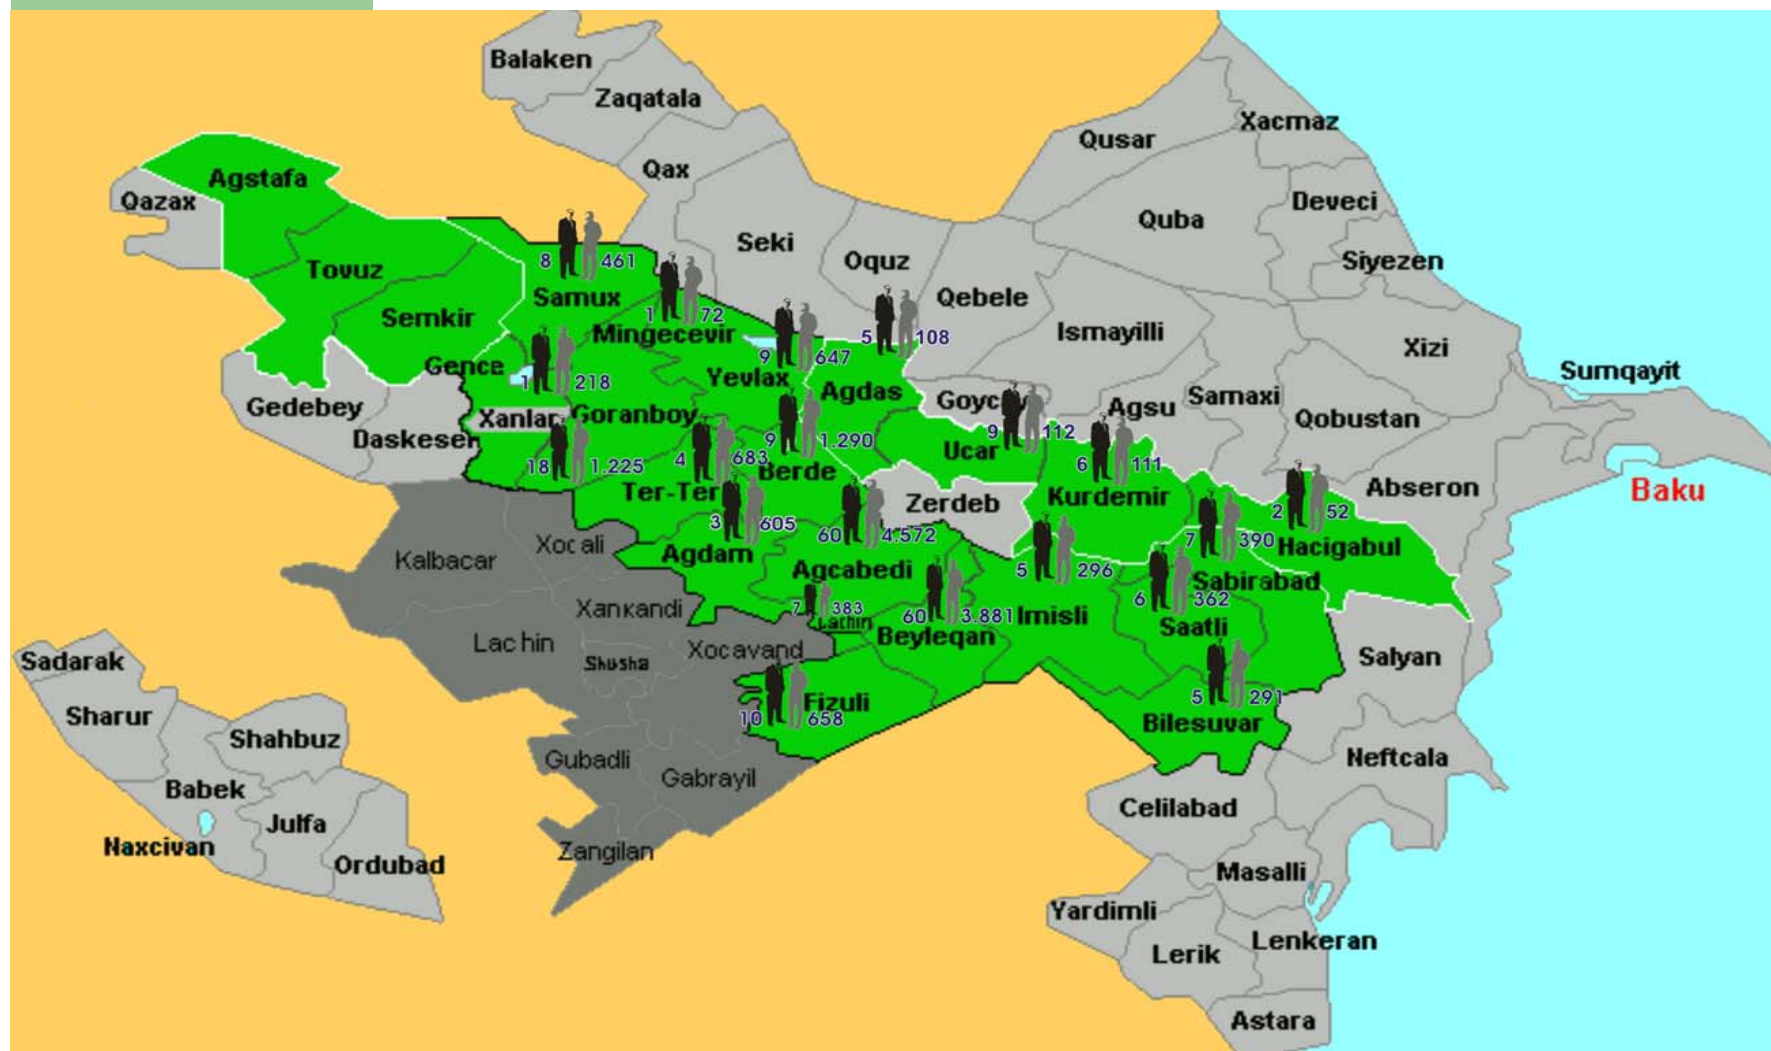 Balaken
Zaqatala
Xacmaz
Qusar
Qax
Agstafa
Qazax
Deveci
Quba
Seki
Oquz
Siyezen
8 461
Tovuz
Samux
Qebele
Semkir
1 72
Mingecevir
Ismayilli
5 108
Xizi
9 647
Gence
Yevlax
Sumqayit
1 218
Agdas
Samaxi
Gedebey
Goycay
Agsu
Xanlar
Goranboy
Qobustan
Daskesen
9 1.290
9 112
Ucar
18 1.225
4 683
Berde
6 111
Ter-Ter
Kurdemir
Abseron
Baku
Zerdeb
2 52
3 605
60 4.572
7 390
Xocali
Hacigabul
Kalbacar
Agdam
Agcabedi
5 296
Sabirabad
6 362
Xankandi
7 383
Lachin
60 3.881
Imisli
Saatli
Beyleqan
Lachin
Xocavand
Shusha
Sadarak
Salyan
5 291
Fizuli
Sharur
10 658
Bilesuvar
Shahbuz
Gubadli
Neftcala
Gabrayil
Babek
Celilabad
Julfa
Naxcivan
Zangilan
Ordubad
Masalli
Yardimli
Lenkeran
Lerik
Astara